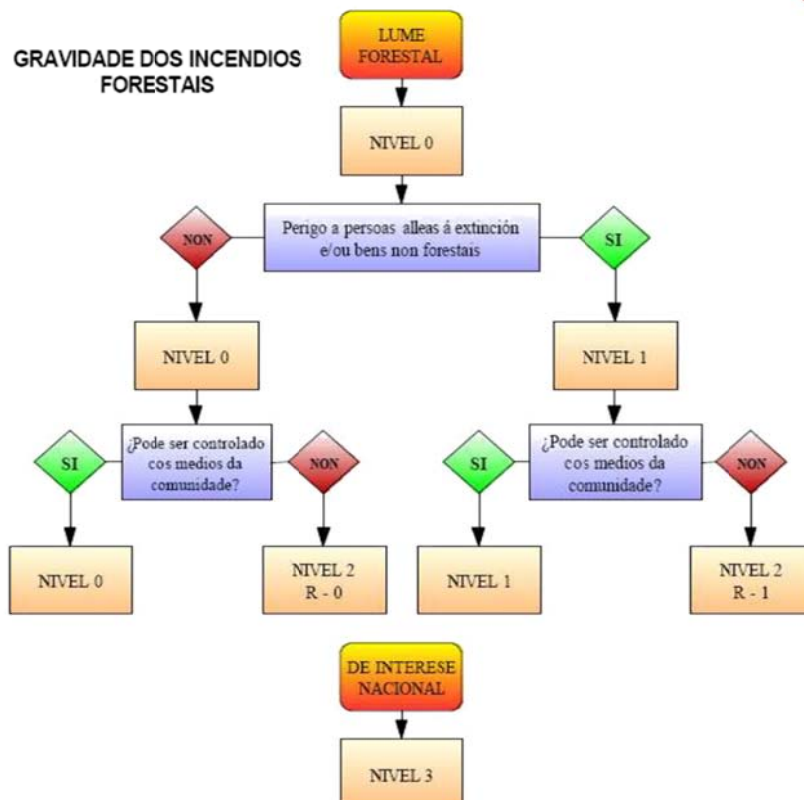 GRAVIDADE DOS INCENDIOS
FORESTAIS
LUME
FORESTAL
NIVEL 0
NON
Perigo a persoas alleas á extinción
e/ou bens non forestais
SI
NIVEL 0
NIVEL 1
SI
¿Pode ser controlado
cos medios da
comunidade?
NON
SI
¿Pode ser controlado
cos medios da
comunidade?
NON
NIVEL 0
NIVEL 2
R - 0
NIVEL 1
NIVEL 2
R - 1
DE INTERESE
NACIONAL
NIVEL 3